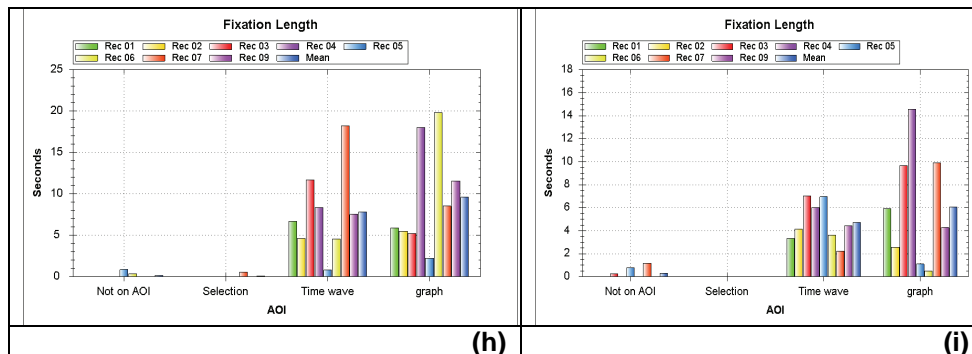 Fixation Length
Rec 01 Rec 02 Rec 03 Rec 04 Rec 05
Rec 06 Rec 07 Rec 09 Mean
25
20
15
10
5
0
Seconds
Not on AOI Selection Time wave graph
AOI
(h)
Fixation Length
Rec 01 Rec 02 Rec 03 Rec 04 Rec 05
Rec 06 Rec 07 Rec 09 Mean
18
16
14
12
10
8
6
4
2
0
Seconds
Not on AOI Selection Time wave graph
AOI
(i)